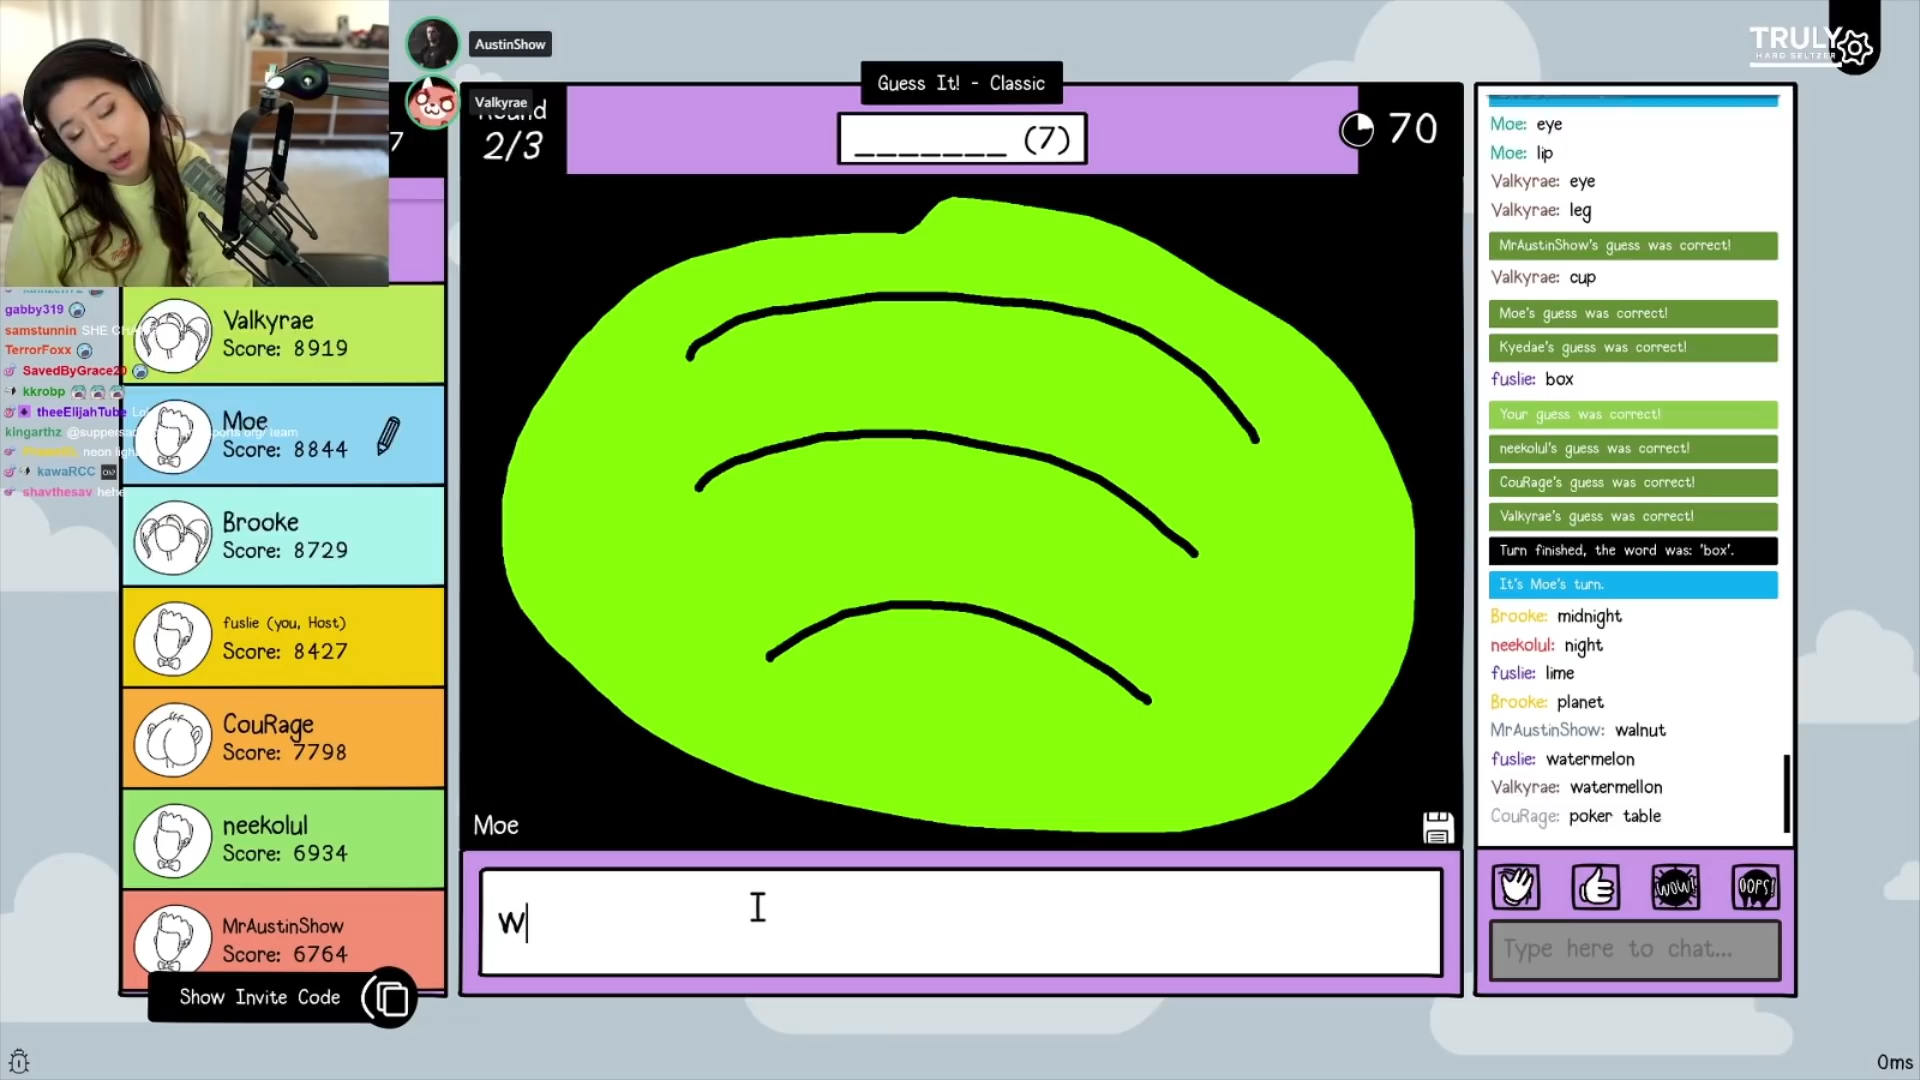 AustinShow
Valkyrae
TRULY
HARD SELTZER
Guess It! - Classic
Round
2/3
_______ (7)
70
7
gabby319
samstunnin SHE
TerrorFoxx
SavedByGrace20
kkrobp
theeElijahTube
kingarthz
neon
kawaRCC
shavthesav hehe
Valkyrae
Score: 8919
Moe
Score: 8844
Brooke
Score: 8729
fuslie (you, Host)
Score: 8427
CouRage
Score: 7798
neekolul
Score: 6934
MrAustinShow
Score: 6764
Show Invite Code
Moe
w
Moe: eye
Moe: lip
Valkyrae: eye
Valkyrae: leg
MrAustinShow's guess was correct!
Valkyrae: cup
Moe's guess was correct!
Kyedae's guess was correct!
fuslie: box
Your guess was correct!
neekolul's guess was correct!
CouRage's guess was correct!
Valkyrae's guess was correct!
Turn finished, the word was: 'box'.
It's Moe's turn.
Brooke: midnight
neekolul: night
fuslie: lime
Brooke: planet
MrAustinShow: walnut
fuslie: watermelon
Valkyrae: watermellon
CouRage: poker table
WOW!
OOPS!
Type here to chat...
0ms